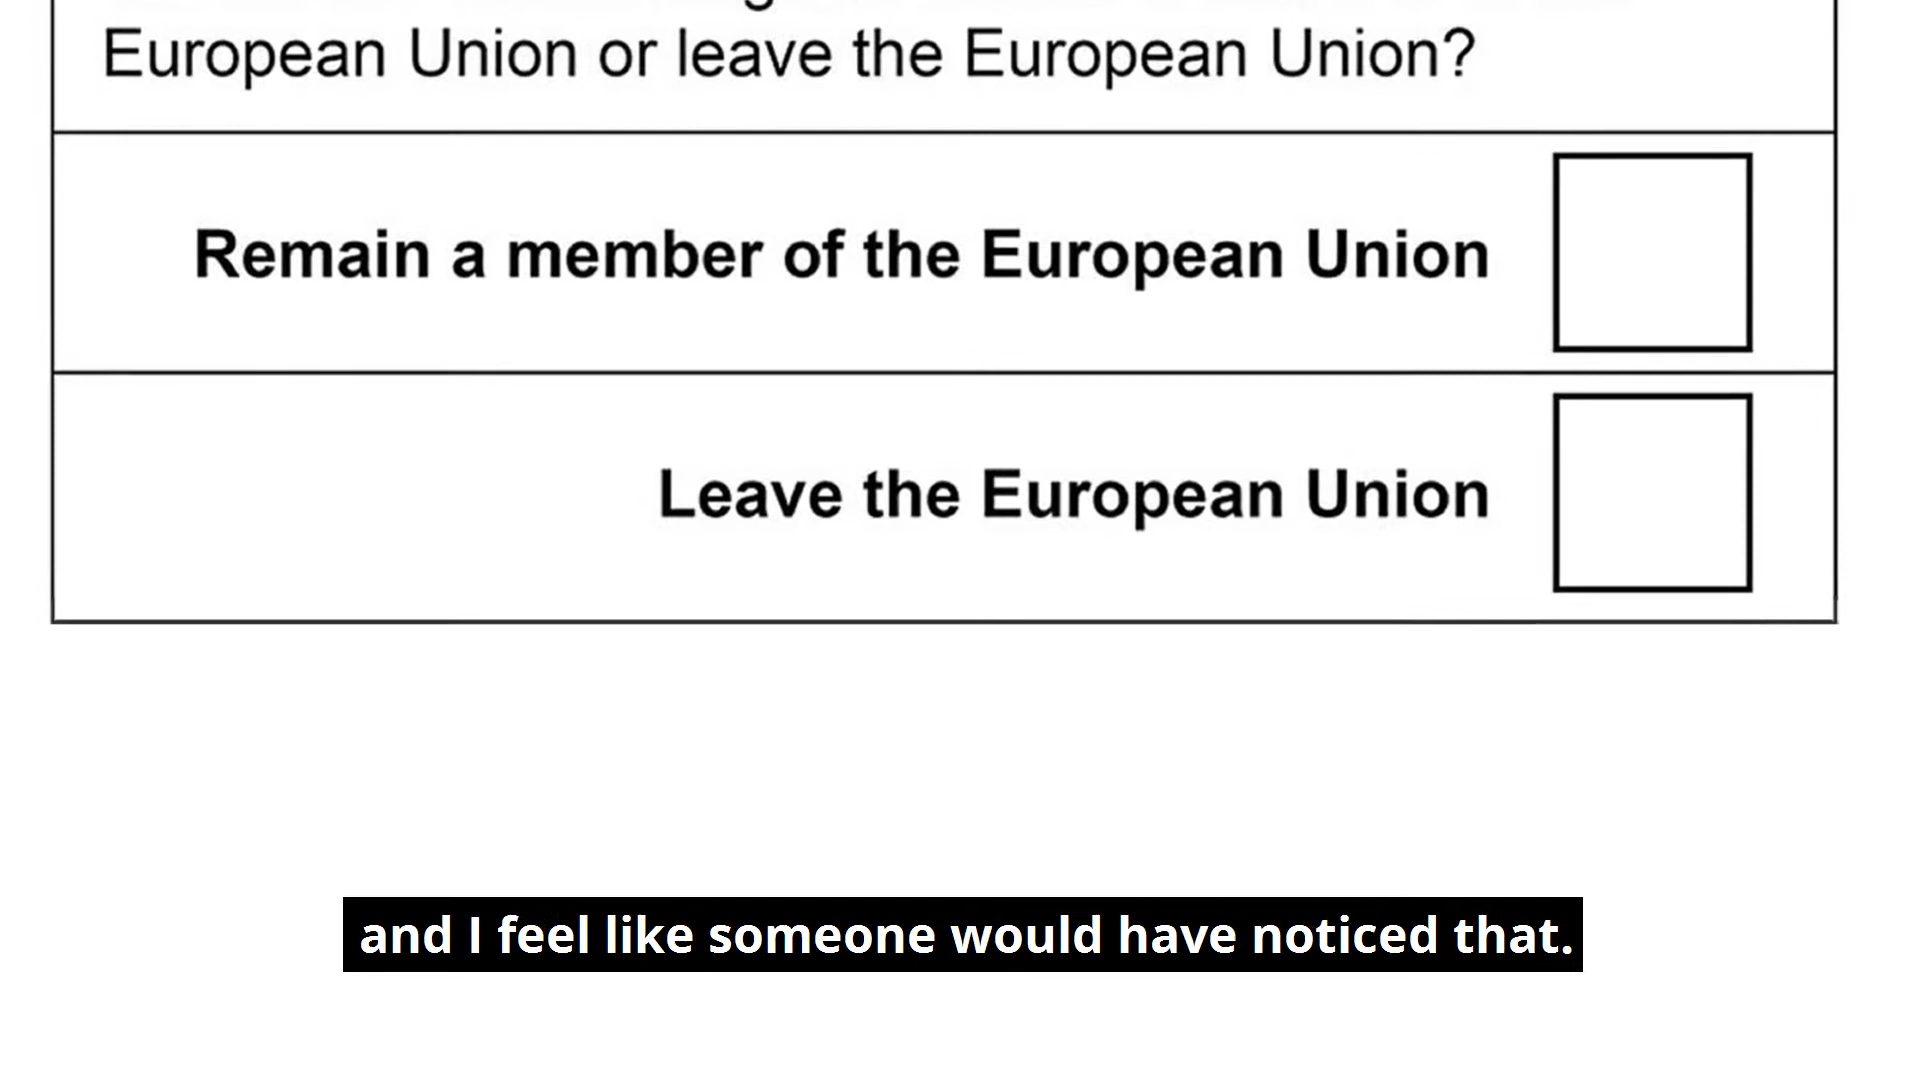 European Union or leave the European Union?
Remain a member of the European Union
Leave the European Union
and I feel like someone would have noticed that.